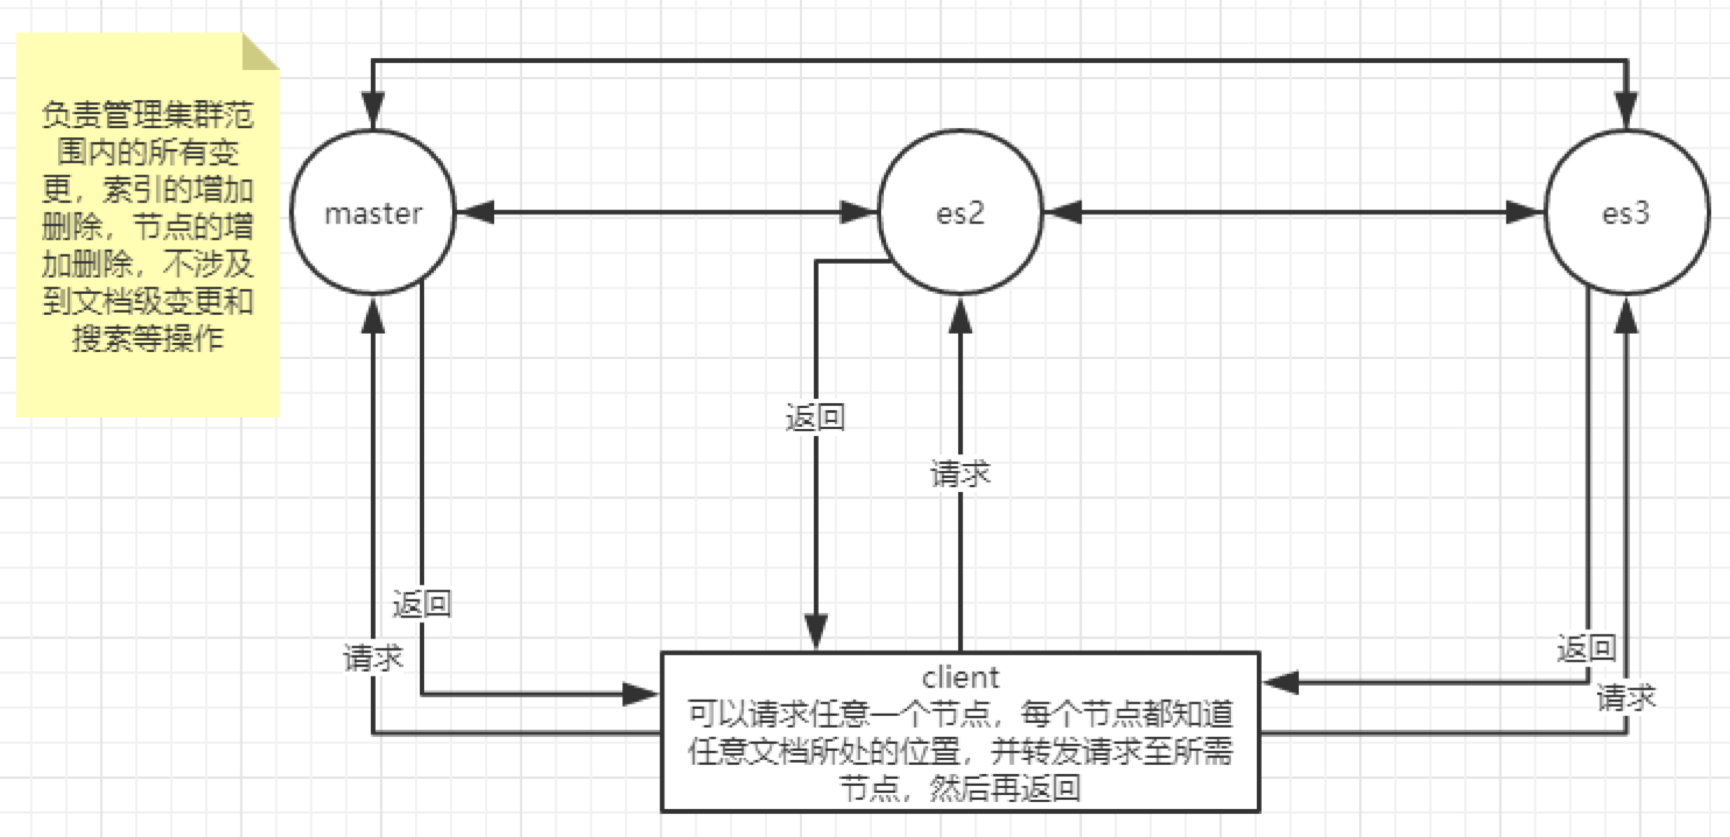 负责管理集群范
围内的所有变
更，索引的增加
删除，节点的增
加删除，不涉及
到文档级变更和
搜索等操作
master
es2
es3
返回
请求
返回
请求
返回
请求
client
可以请求任意一个节点，每个节点都知道
任意文档所处的位置，并转发请求至所需
节点，然后再返回